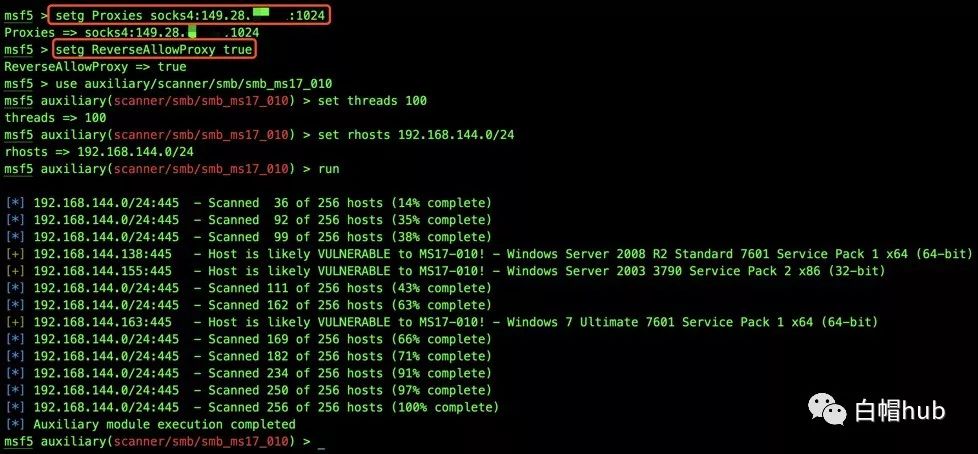 msf5 > setg Proxies socks4:149.28. :1024
Proxies => socks4:149.28. .1024
msf5 > setg ReverseAllowProxy true
ReverseAllowProxy => true
msf5 > use auxiliary/scanner/smb/smb_ms17_010
msf5 auxiliary(scanner/smb/smb_ms17_010) > set threads 100
threads => 100
msf5 auxiliary(scanner/smb/smb_ms17_010) > set rhosts 192.168.144.0/24
rhosts => 192.168.144.0/24
msf5 auxiliary(scanner/smb/smb_ms17_010) > run
[*] 192.168.144.0/24:445 - Scanned 36 of 256 hosts (14% complete)
[*] 192.168.144.0/24:445 - Scanned 92 of 256 hosts (35% complete)
[*] 192.168.144.0/24:445 - Scanned 99 of 256 hosts (38% complete)
[+] 192.168.144.138:445 - Host is likely VULNERABLE to MS17-010! - Windows Server 2008 R2 Standard 7601 Service Pack 1 x64 (64-bit)
[+] 192.168.144.155:445 - Host is likely VULNERABLE to MS17-010! - Windows Server 2003 3790 Service Pack 2 x86 (32-bit)
[*] 192.168.144.0/24:445 - Scanned 111 of 256 hosts (43% complete)
[*] 192.168.144.0/24:445 - Scanned 162 of 256 hosts (63% complete)
[+] 192.168.144.163:445 - Host is likely VULNERABLE to MS17-010! - Windows 7 Ultimate 7601 Service Pack 1 x64 (64-bit)
[*] 192.168.144.0/24:445 - Scanned 169 of 256 hosts (66% complete)
[*] 192.168.144.0/24:445 - Scanned 182 of 256 hosts (71% complete)
[*] 192.168.144.0/24:445 - Scanned 234 of 256 hosts (91% complete)
[*] 192.168.144.0/24:445 - Scanned 250 of 256 hosts (97% complete)
[*] 192.168.144.0/24:445 - Scanned 256 of 256 hosts (100% complete)
[*] Auxiliary module execution completed
msf5 auxiliary(scanner/smb/smb_ms17_010) > _
白帽hub